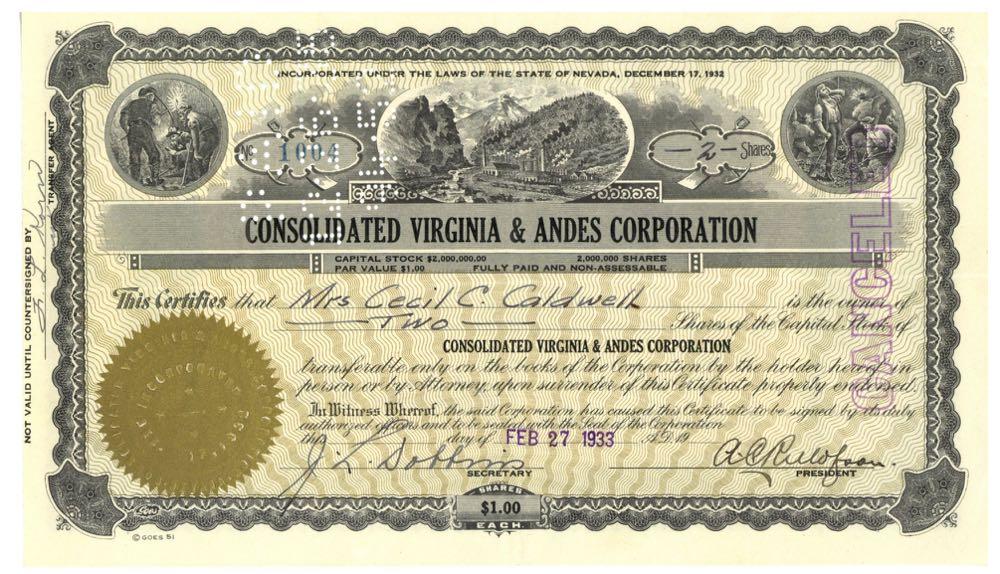 INCORPORATED UNDER THE LAWS OF THE STATE OF NEVADA, DECEMBER 17, 1932
No 1004
— 2 — Shares
CONSOLIDATED VIRGINIA & ANDES CORPORATION
CAPITAL STOCK $2,000,000.00 2,000,000 SHARES
PAR VALUE $1.00 FULLY PAID AND NON-ASSESSABLE
This Certifies that Mrs Cecil C. Caldwell is the owner of
— TWO — Shares of the Capital Stock of
CONSOLIDATED VIRGINIA & ANDES CORPORATION
transferable only on the books of the Corporation by the holder hereof in
person or by Attorney, upon surrender of this Certificate properly endorsed.
In Witness Whereof, the said Corporation has caused this Certificate to be signed by its duly
authorized officers and to be sealed with the Seal of the Corporation
this day of FEB 27 1933 A.D. 19
SECRETARY
PRESIDENT
SHARES
$1.00
EACH
Goes
© GOES 51
NOT VALID UNTIL COUNTERSIGNED BY
TRANSFER AGENT
CANCELLED